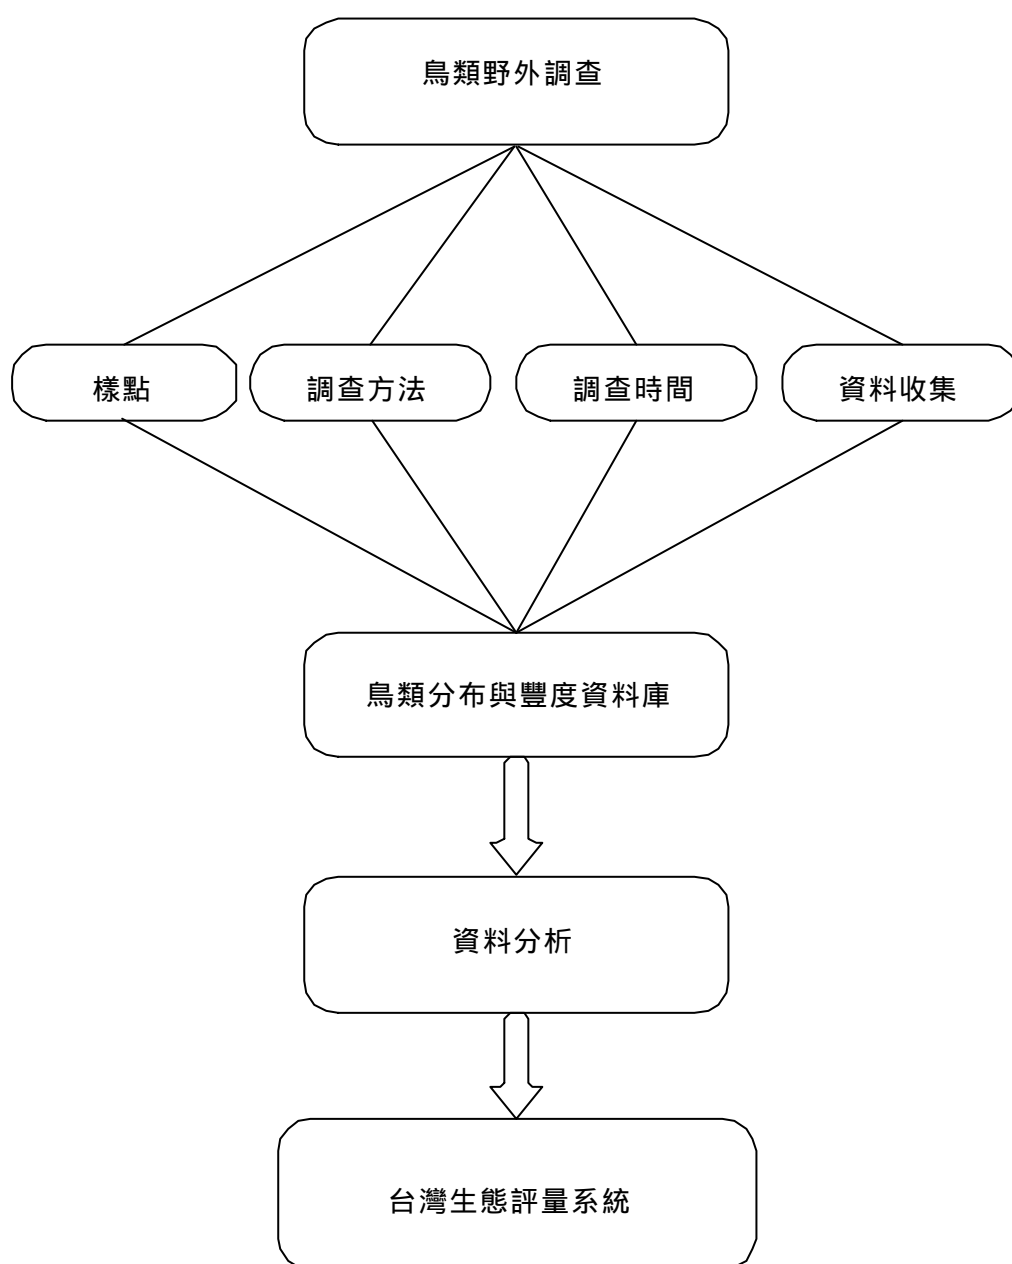 鳥類野外調查
樣點
調查方法
調查時間
資料收集
鳥類分布與豐度資料庫
資料分析
台灣生態評量系統